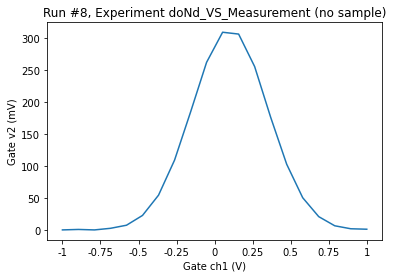 Run #8, Experiment doNd_VS_Measurement (no sample)
300
250
200
150
100
50
0
Gate v2 (mV)
-1 -0.75 -0.5 -0.25 0 0.25 0.5 0.75 1
Gate ch1 (V)